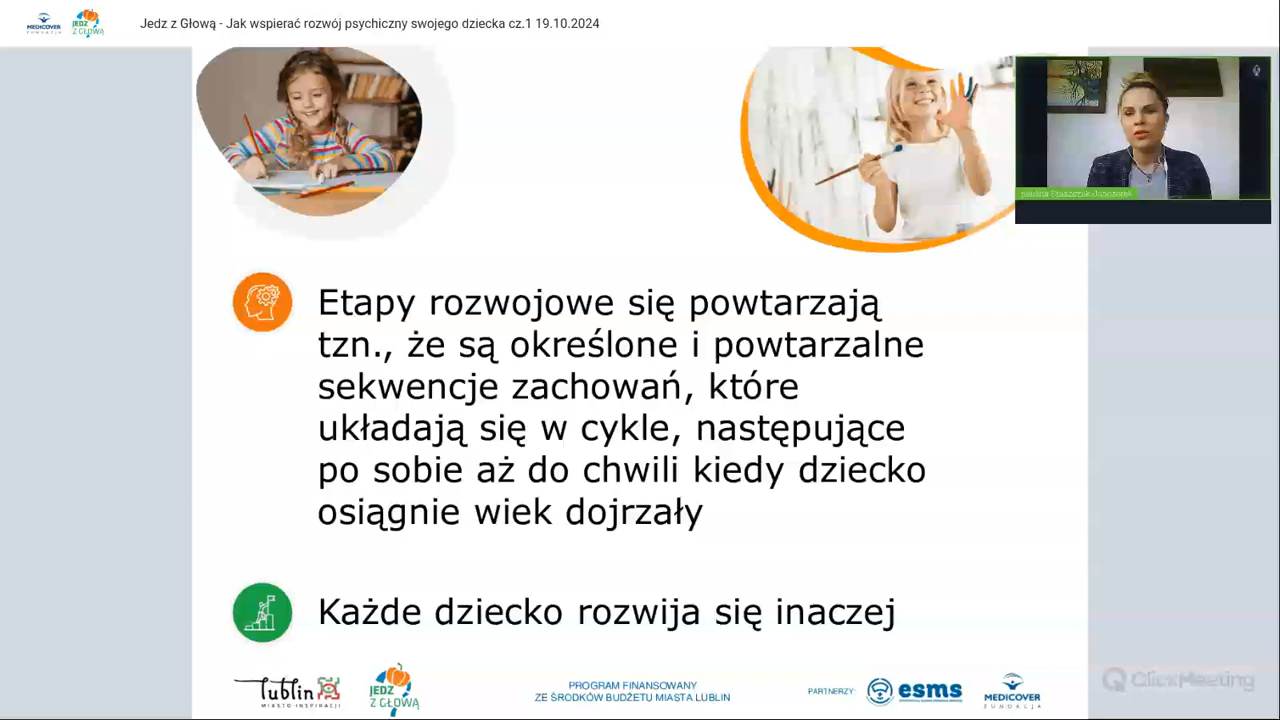 MEDICOVER
FUNDACJA
JEDZ
Z GŁOWĄ
Jedz z Głową - Jak wspierać rozwój psychiczny swojego dziecka cz.1 19.10.2024
Etapy rozwojowe się powtarzają
tzn., że są określone i powtarzalne
sekwencje zachowań, które
układają się w cykle, następujące
po sobie aż do chwili kiedy dziecko
osiągnie wiek dojrzały
Każde dziecko rozwija się inaczej
lublin
MIASTO INSPIRACJI
JEDZ
Z GŁOWĄ
PROGRAM FINANSOWANY
ZE ŚRODKÓW BUDŻETU MIASTA LUBLIN
PARTNERZY:
esms
MEDICOVER
FUNDACJA
ClickMeeting